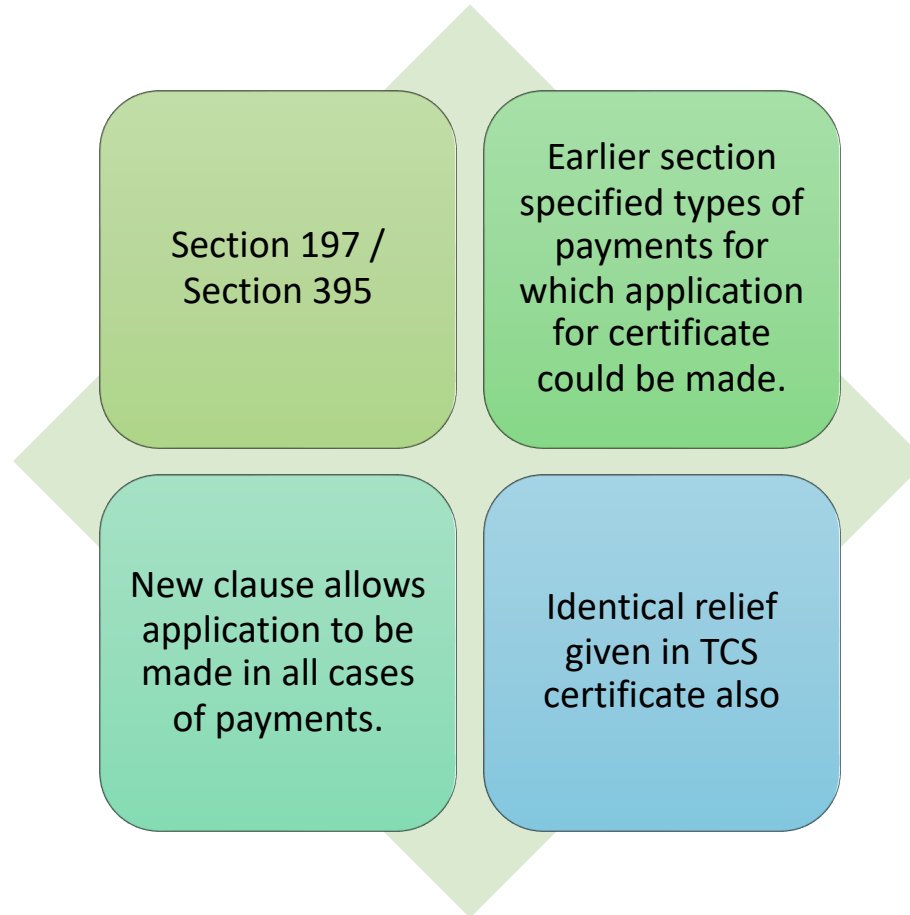 Section 197 /
Section 395
Earlier section
specified types of
payments for
which application
for certificate
could be made.
New clause allows
application to be
made in all cases
of payments.
Identical relief
given in TCS
certificate also